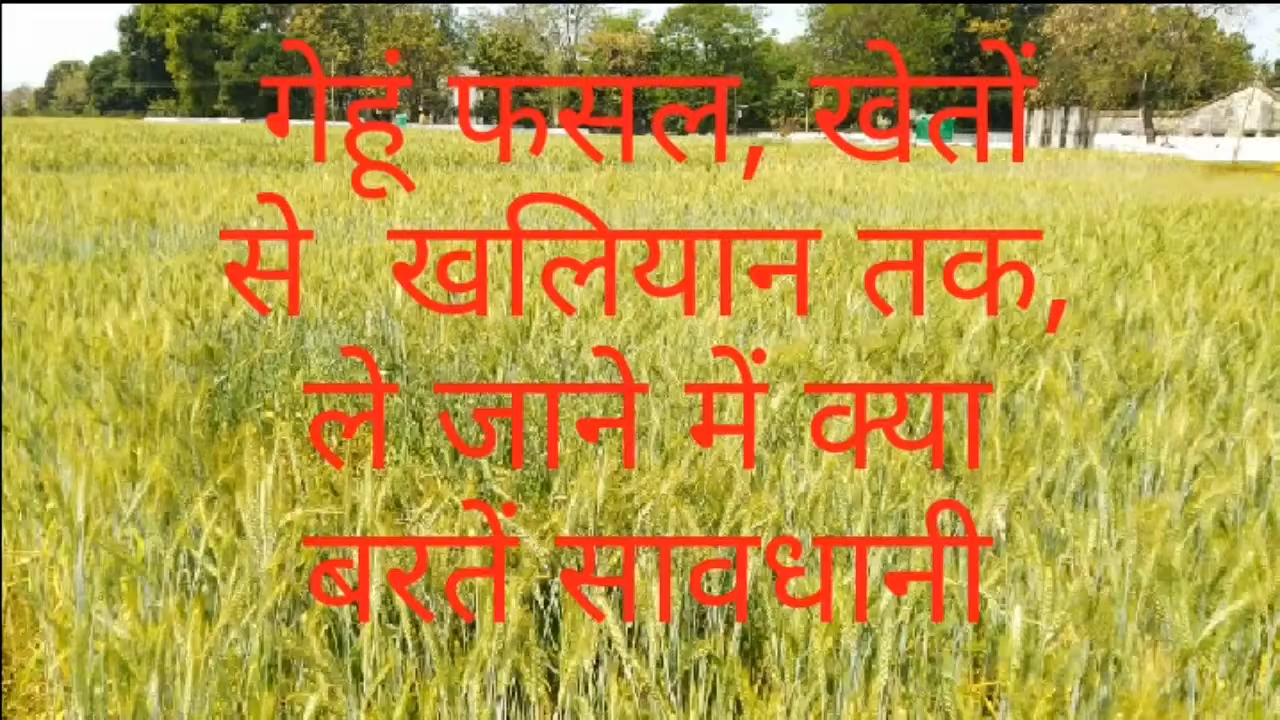 गेहूं फसल, खेतों
से खलियान तक,
ले जाने में क्या
बरतें सावधानी